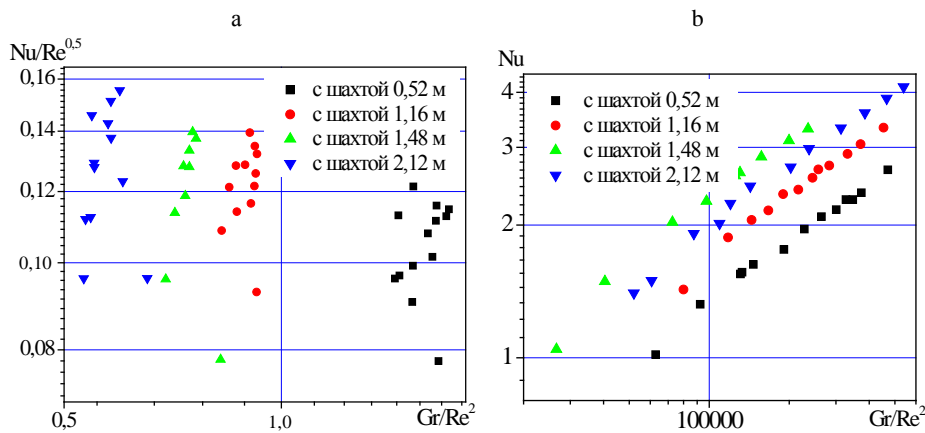 a
b
Nu/Re^0,5
0,16
0,14
0,12
0,10
0,08
0,5
1,0
Gr/Re^2
с шахтой 0,52 м
с шахтой 1,16 м
с шахтой 1,48 м
с шахтой 2,12 м
Nu
4
3
2
1
100000
Gr/Re^2
с шахтой 0,52 м
с шахтой 1,16 м
с шахтой 1,48 м
с шахтой 2,12 м